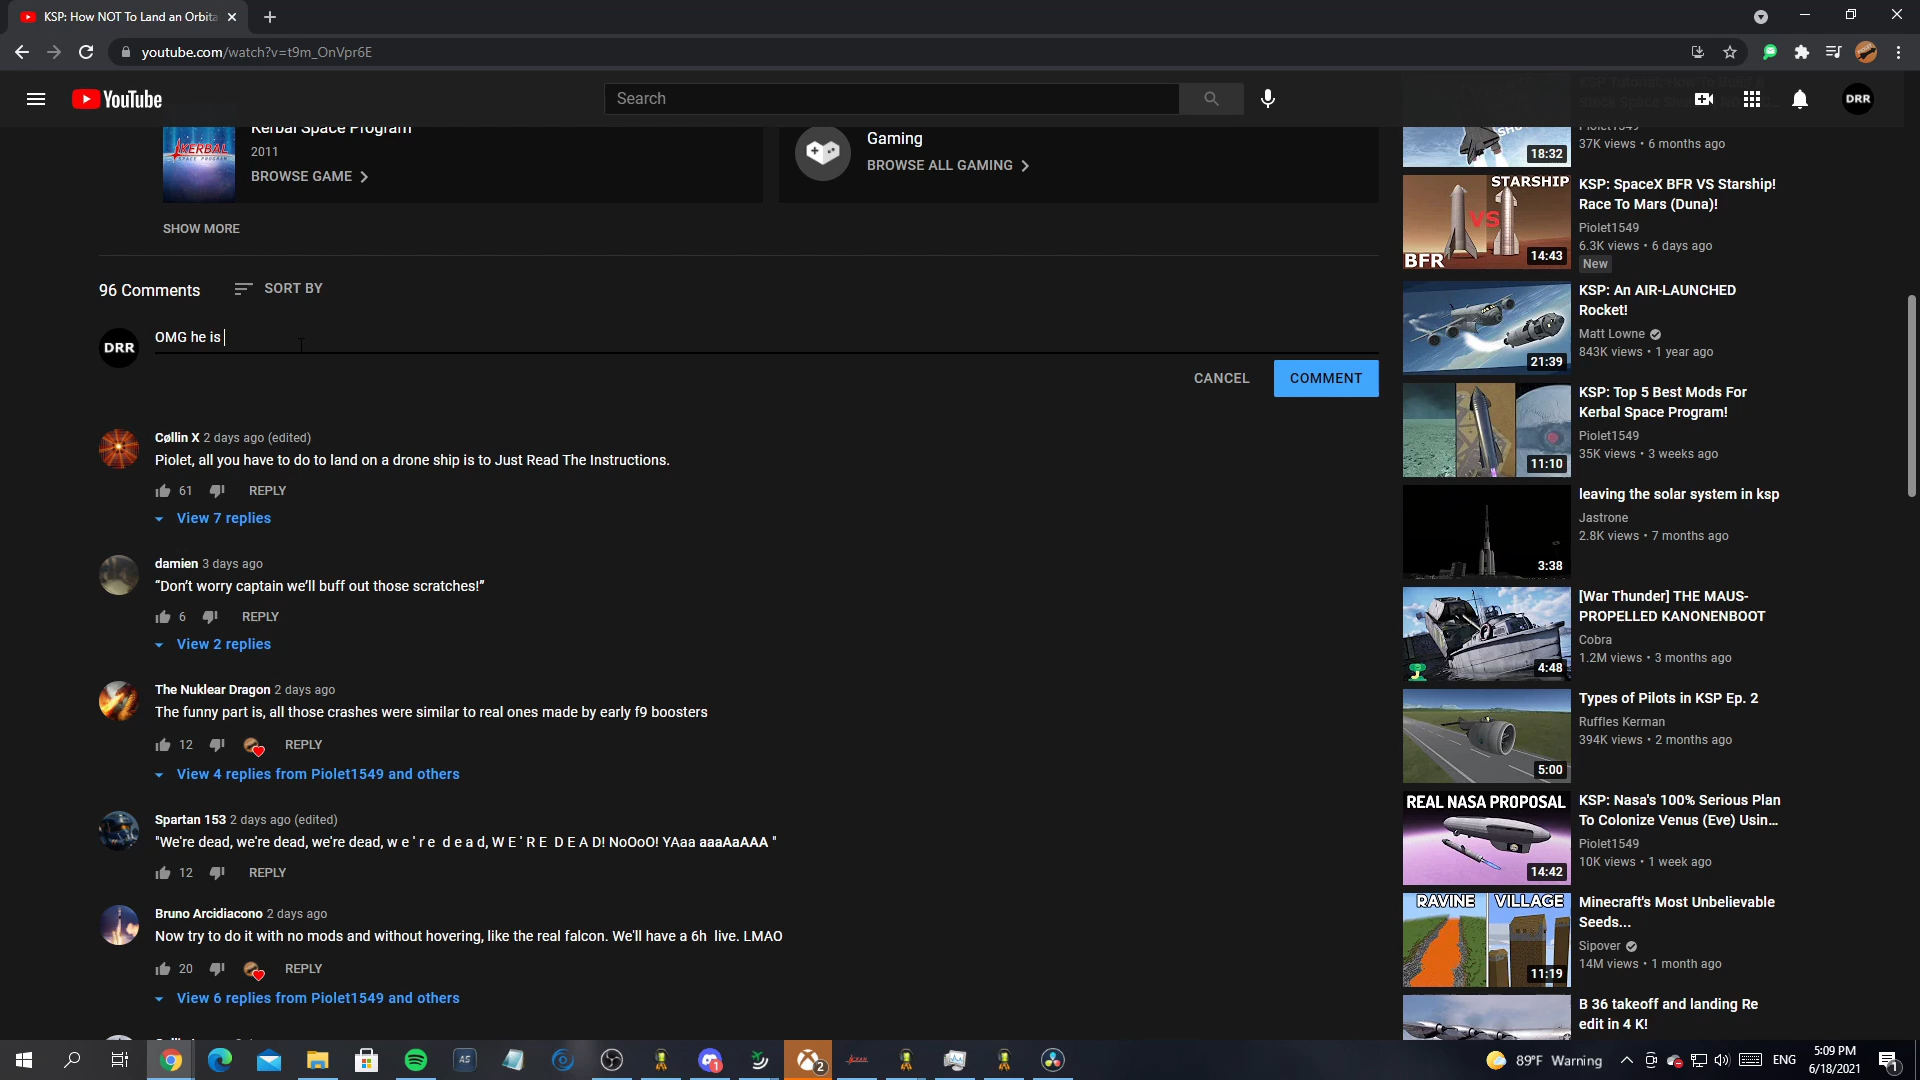 KSP: How NOT To Land an Orbita
youtube.com/watch?v=t9m_OnVpr6E
YouTube
Search
DRR
KERBAL
SPACE PROGRAM
Kerbal Space Program
2011
BROWSE GAME
Gaming
BROWSE ALL GAMING
SHOW MORE
96 Comments
SORT BY
DRR
OMG he is
CANCEL
COMMENT
Cøllin X 2 days ago (edited)
Piolet, all you have to do to land on a drone ship is to Just Read The Instructions.
61
REPLY
View 7 replies
damien 3 days ago
“Don’t worry captain we’ll buff out those scratches!”
6
REPLY
View 2 replies
The Nuklear Dragon 2 days ago
The funny part is, all those crashes were similar to real ones made by early f9 boosters
12
REPLY
View 4 replies from Piolet1549 and others
Spartan 153 2 days ago (edited)
"We're dead, we're dead, we're dead, w e ' r e d e a d, W E ' R E D E A D! NoOoO! YAaa aaaAaAAA "
12
REPLY
Bruno Arcidiacono 2 days ago
Now try to do it with no mods and without hovering, like the real falcon. We'll have a 6h live. LMAO
20
REPLY
View 6 replies from Piolet1549 and others
18:32
Piolet1549
37K views • 6 months ago
STARSHIP
VS
BFR
14:43
KSP: SpaceX BFR VS Starship!
Race To Mars (Duna)!
Piolet1549
6.3K views • 6 days ago
New
21:39
KSP: An AIR-LAUNCHED
Rocket!
Matt Lowne
843K views • 1 year ago
11:10
KSP: Top 5 Best Mods For
Kerbal Space Program!
Piolet1549
35K views • 3 weeks ago
3:38
leaving the solar system in ksp
Jastrone
2.8K views • 7 months ago
4:48
[War Thunder] THE MAUS-
PROPELLED KANONENBOOT
Cobra
1.2M views • 3 months ago
5:00
Types of Pilots in KSP Ep. 2
Ruffles Kerman
394K views • 2 months ago
REAL NASA PROPOSAL
14:42
KSP: Nasa's 100% Serious Plan
To Colonize Venus (Eve) Usin...
Piolet1549
10K views • 1 week ago
RAVINE
VILLAGE
11:19
Minecraft's Most Unbelievable
Seeds...
Sipover
14M views • 1 month ago
B 36 takeoff and landing Re
edit in 4 K!
AS
1
2
89°F Warning
ENG
5:09 PM
6/18/2021
1